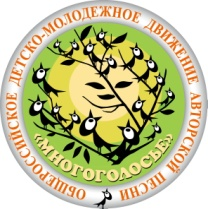 ОБЩЕРОССИЙСКОЕ ДЕТСКО-МОЛОДЕЖНОЕ ДВИЖЕНИЕ АВТОРСКОЙ ПЕСНИ
«МНОГОГОЛОСЬЕ»